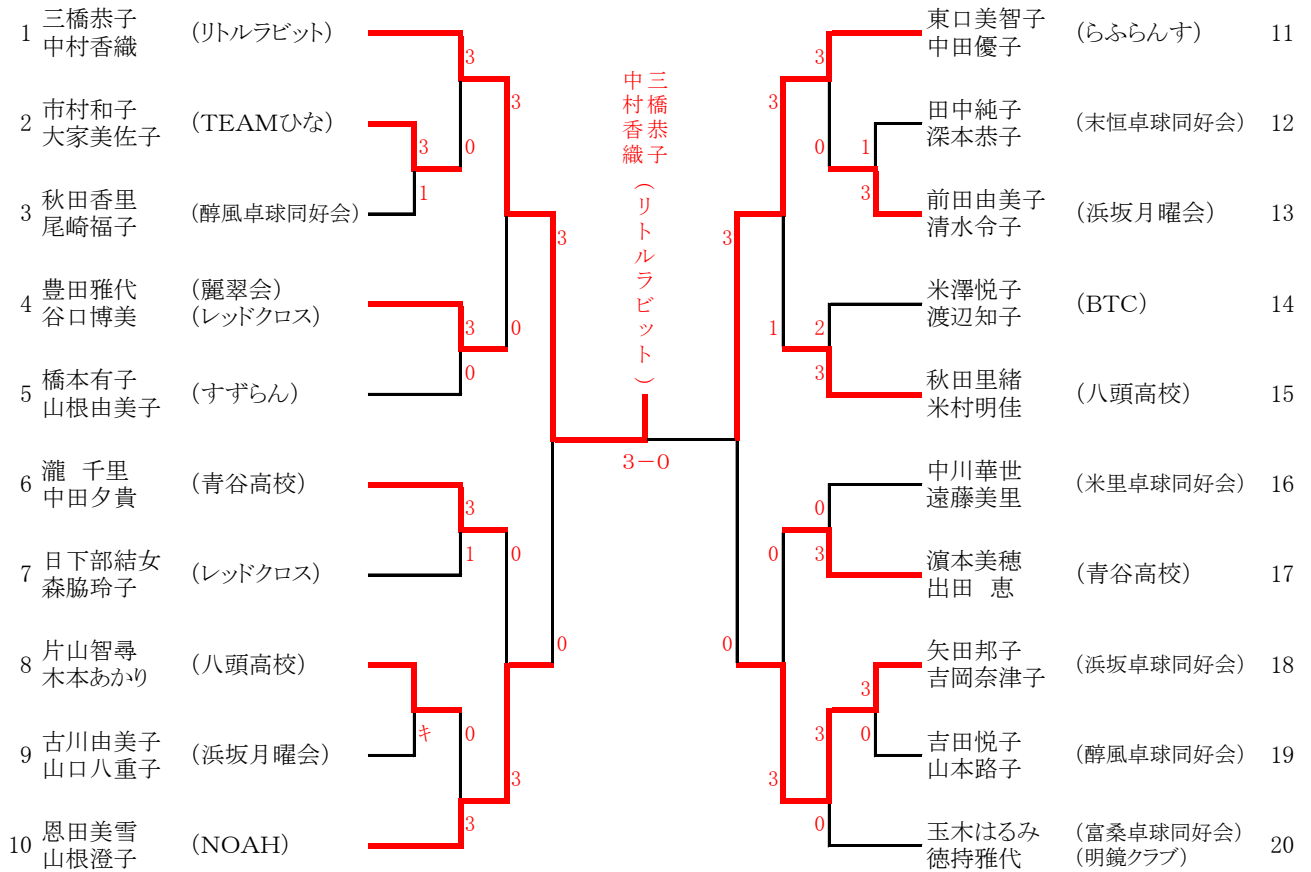 1 三橋恭子 (リトルラビット)
中村香織
2 市村和子 (TEAMひな)
大家美佐子
3 秋田香里 (醇風卓球同好会)
尾崎福子
4 豊田雅代 (麗翠会)
谷口博美 (レッドクロス)
5 橋本有子 (すずらん)
山根由美子
6 瀧 千里 (青谷高校)
中田夕貴
7 日下部結女 (レッドクロス)
森脇玲子
8 片山智尋 (八頭高校)
木本あかり
9 古川由美子 (浜坂月曜会)
山口八重子
10 恩田美雪 (NOAH)
山根澄子
3
3
3
0
1
3
3
0
0
3
1
0
0
キ
0
3
3
三橋恭子
中村香織
(リトルラビット)
3-0
3
3
0
1
3
3
1
2
3
0
0
3
0
3
3
0
3
0
東口美智子 (らふらんす) 11
中田優子
田中純子 (末恒卓球同好会) 12
深本恭子
前田由美子 (浜坂月曜会) 13
清水令子
米澤悦子 (BTC) 14
渡辺知子
秋田里緒 (八頭高校) 15
米村明佳
中川華世 (米里卓球同好会) 16
遠藤美里
濵本美穂 (青谷高校) 17
出田 恵
矢田邦子 (浜坂卓球同好会) 18
吉岡奈津子
吉田悦子 (醇風卓球同好会) 19
山本路子
玉木はるみ (富桑卓球同好会) 20
徳持雅代 (明鏡クラブ)